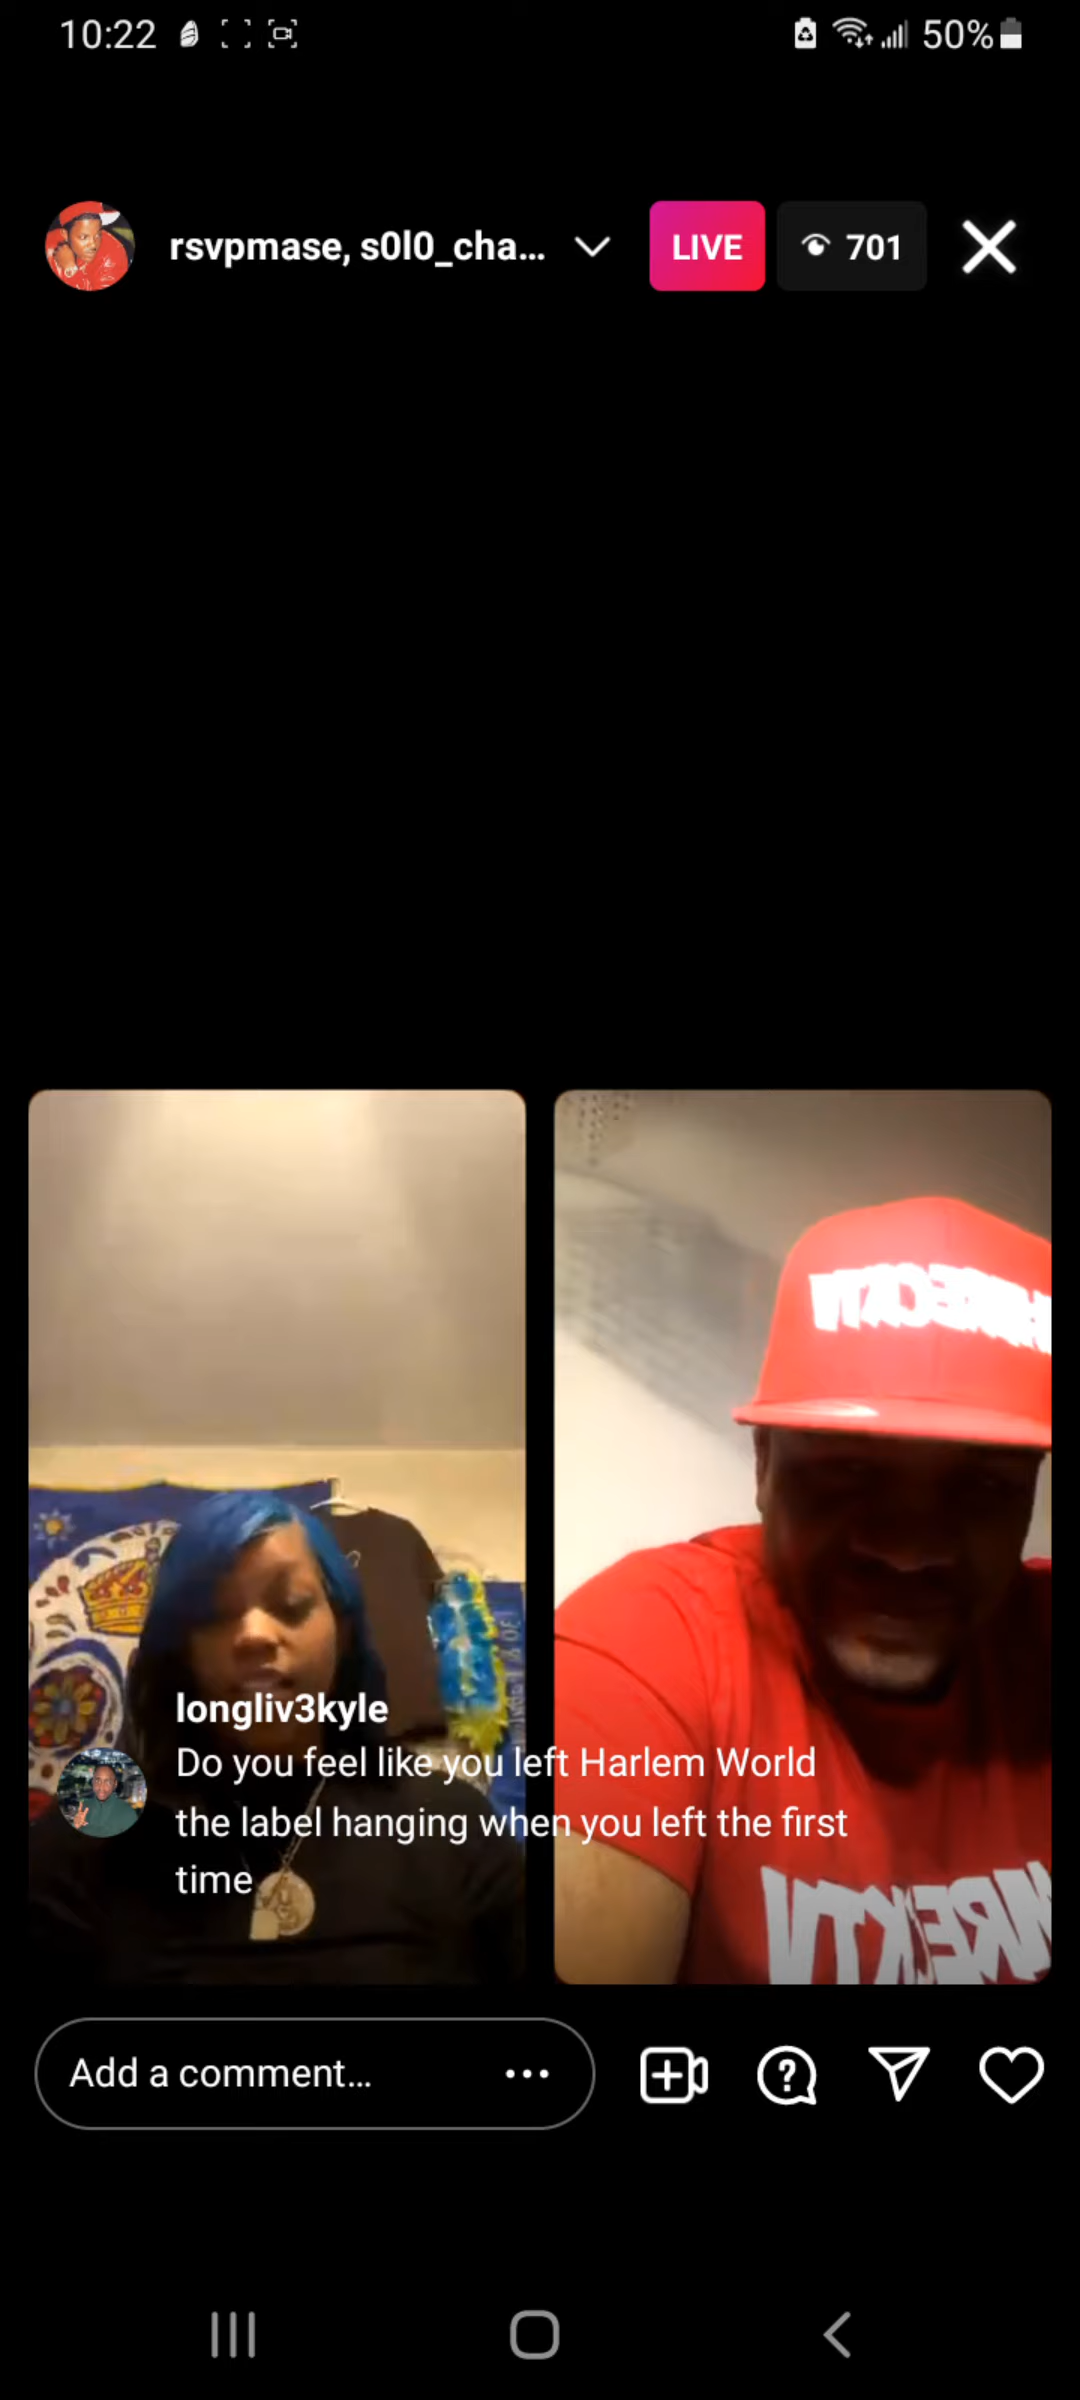 10:22
50%
rsvpmase, s0l0_cha...
LIVE
701
longliv3kyle
Do you feel like you left Harlem World
the label hanging when you left the first
time
Add a comment...